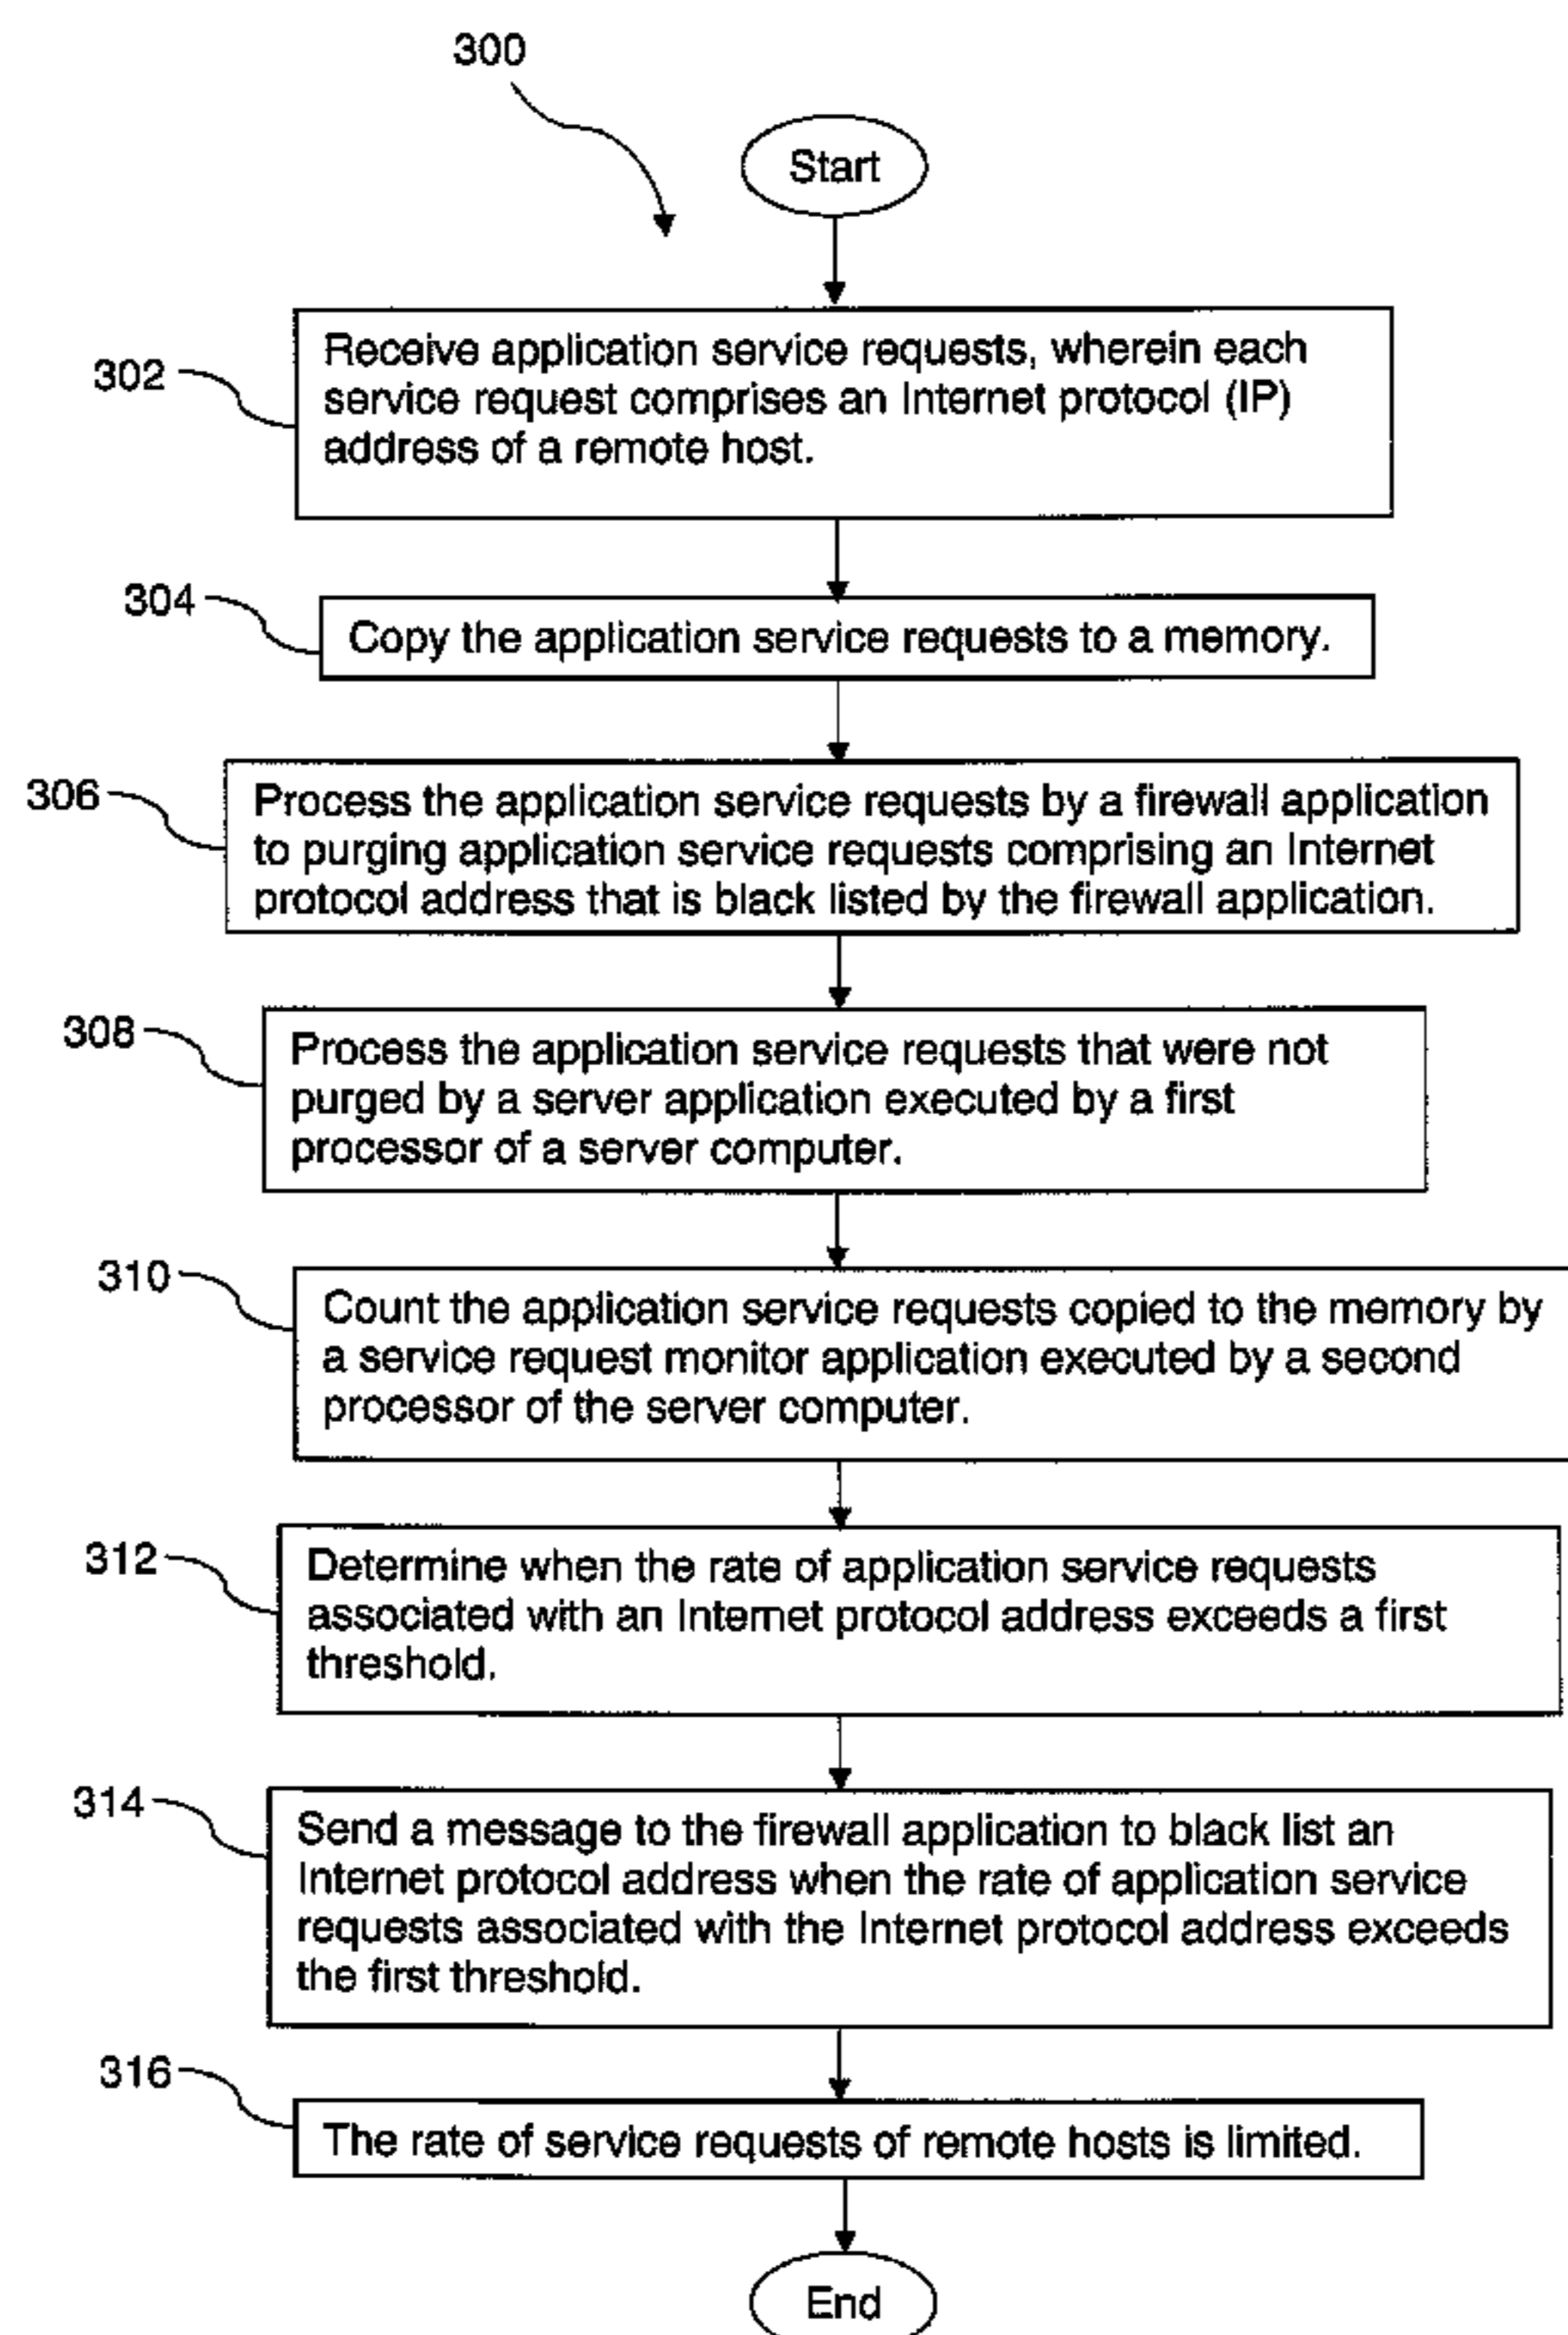 300
Start
302
Receive application service requests, wherein each
service request comprises an Internet protocol (IP)
address of a remote host.
304
Copy the application service requests to a memory.
306
Process the application service requests by a firewall application
to purging application service requests comprising an Internet
protocol address that is black listed by the firewall application.
308
Process the application service requests that were not
purged by a server application executed by a first
processor of a server computer.
310
Count the application service requests copied to the memory by
a service request monitor application executed by a second
processor of the server computer.
312
Determine when the rate of application service requests
associated with an Internet protocol address exceeds a first
threshold.
314
Send a message to the firewall application to black list an
Internet protocol address when the rate of application service
requests associated with the Internet protocol address exceeds
the first threshold.
316
The rate of service requests of remote hosts is limited.
End